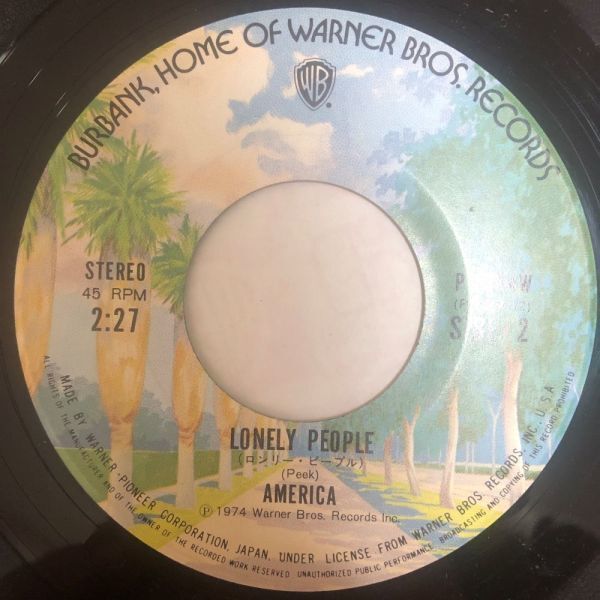 BURBANK, HOME OF WARNER BROS. RECORDS
WB
®
STEREO
45 RPM
2:27
LONELY PEOPLE
(ロンリー・ピープル)
(Peek)
AMERICA
Ⓟ 1974 Warner Bros. Records Inc.
MADE BY WARNER-PIONEER CORPORATION, JAPAN, UNDER LICENSE FROM WARNER BROS. RECORDS, INC. U.S.A
ALL RIGHTS OF THE MANUFACTURER AND OF THE OWNER OF THE RECORDED WORK RESERVED UNAUTHORIZED PUBLIC PERFORMANCE BROADCASTING AND COPYING OF THIS RECORD PROHIBITED